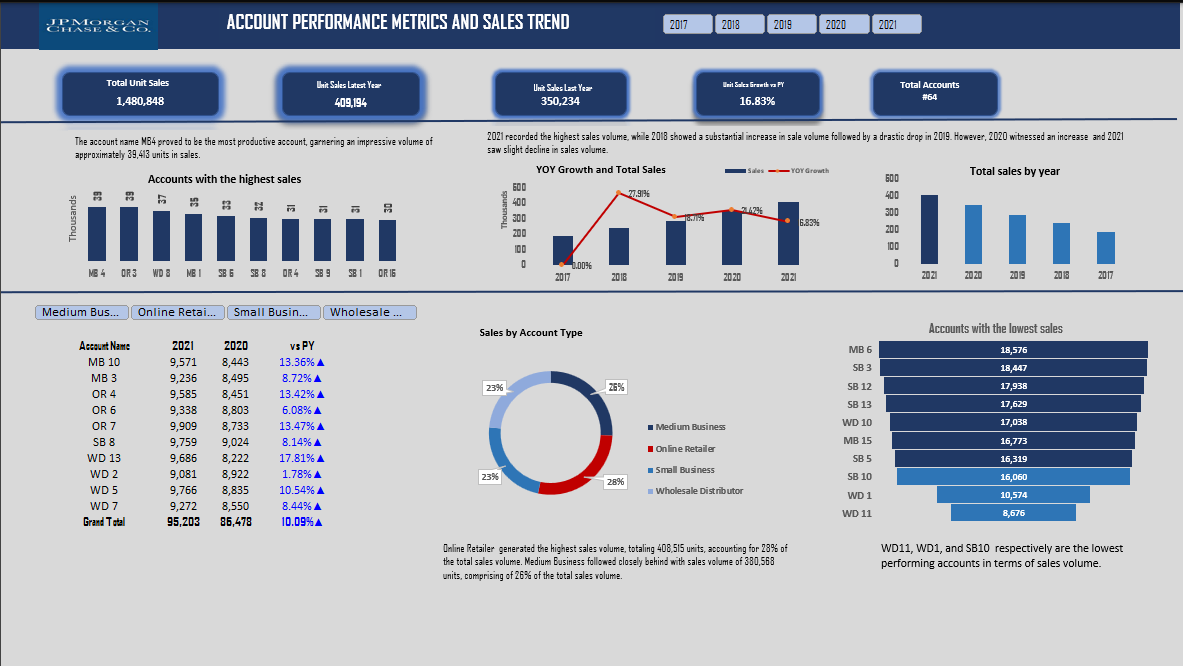 JPMORGAN
CHASE & CO.
ACCOUNT PERFORMANCE METRICS AND SALES TREND
2017 2018 2019 2020 2021
Total Unit Sales
1,480,848
Unit Sales Latest Year
409,194
Unit Sales Last Year
350,234
Unit Sales Growth vs PY
16.83%
Total Accounts
#64
The account name MB4 proved to be the most productive account, garnering an impressive volume of
approximately 39,413 units in sales.
2021 recorded the highest sales volume, while 2018 showed a substantial increase in sale volume followed by a drastic drop in 2019. However, 2020 witnessed an increase and 2021
saw slight decline in sales volume.
Accounts with the highest sales
Thousands
39 39 37 35 33 32 31 31 31 30
MB 4 OR 3 WD 8 MB 1 SB 6 SB 8 OR 4 SB 9 SB 1 OR 16
YOY Growth and Total Sales
Sales YOY Growth
Thousands
600
500
400
300
200
100
0
0.00% 27.91% 18.71% 21.42% 16.83%
2017 2018 2019 2020 2021
Total sales by year
500
400
300
200
100
0
2021 2020 2019 2018 2017
Medium Bus... Online Retai... Small Busin... Wholesale ...
Account Name 2021 2020 vs PY
MB 10 9,571 8,443 13.36%▲
MB 3 9,236 8,495 8.72%▲
OR 4 9,585 8,451 13.42%▲
OR 6 9,338 8,803 6.08%▲
OR 7 9,909 8,733 13.47%▲
SB 8 9,759 9,024 8.14%▲
WD 13 9,686 8,222 17.81%▲
WD 2 9,081 8,922 1.78%▲
WD 5 9,766 8,835 10.54%▲
WD 7 9,272 8,550 8.44%▲
Grand Total 95,203 86,478 10.09%▲
Sales by Account Type
23%
26%
23%
28%
Medium Business
Online Retailer
Small Business
Wholesale Distributor
Online Retailer generated the highest sales volume, totaling 408,515 units, accounting for 28% of
the total sales volume. Medium Business followed closely behind with sales volume of 380,568
units, comprising of 26% of the total sales volume.
Accounts with the lowest sales
MB 6 18,576
SB 3 18,447
SB 12 17,938
SB 13 17,629
WD 10 17,038
MB 15 16,773
SB 5 16,319
SB 10 16,060
WD 1 10,574
WD 11 8,676
WD11, WD1, and SB10 respectively are the lowest
performing accounts in terms of sales volume.